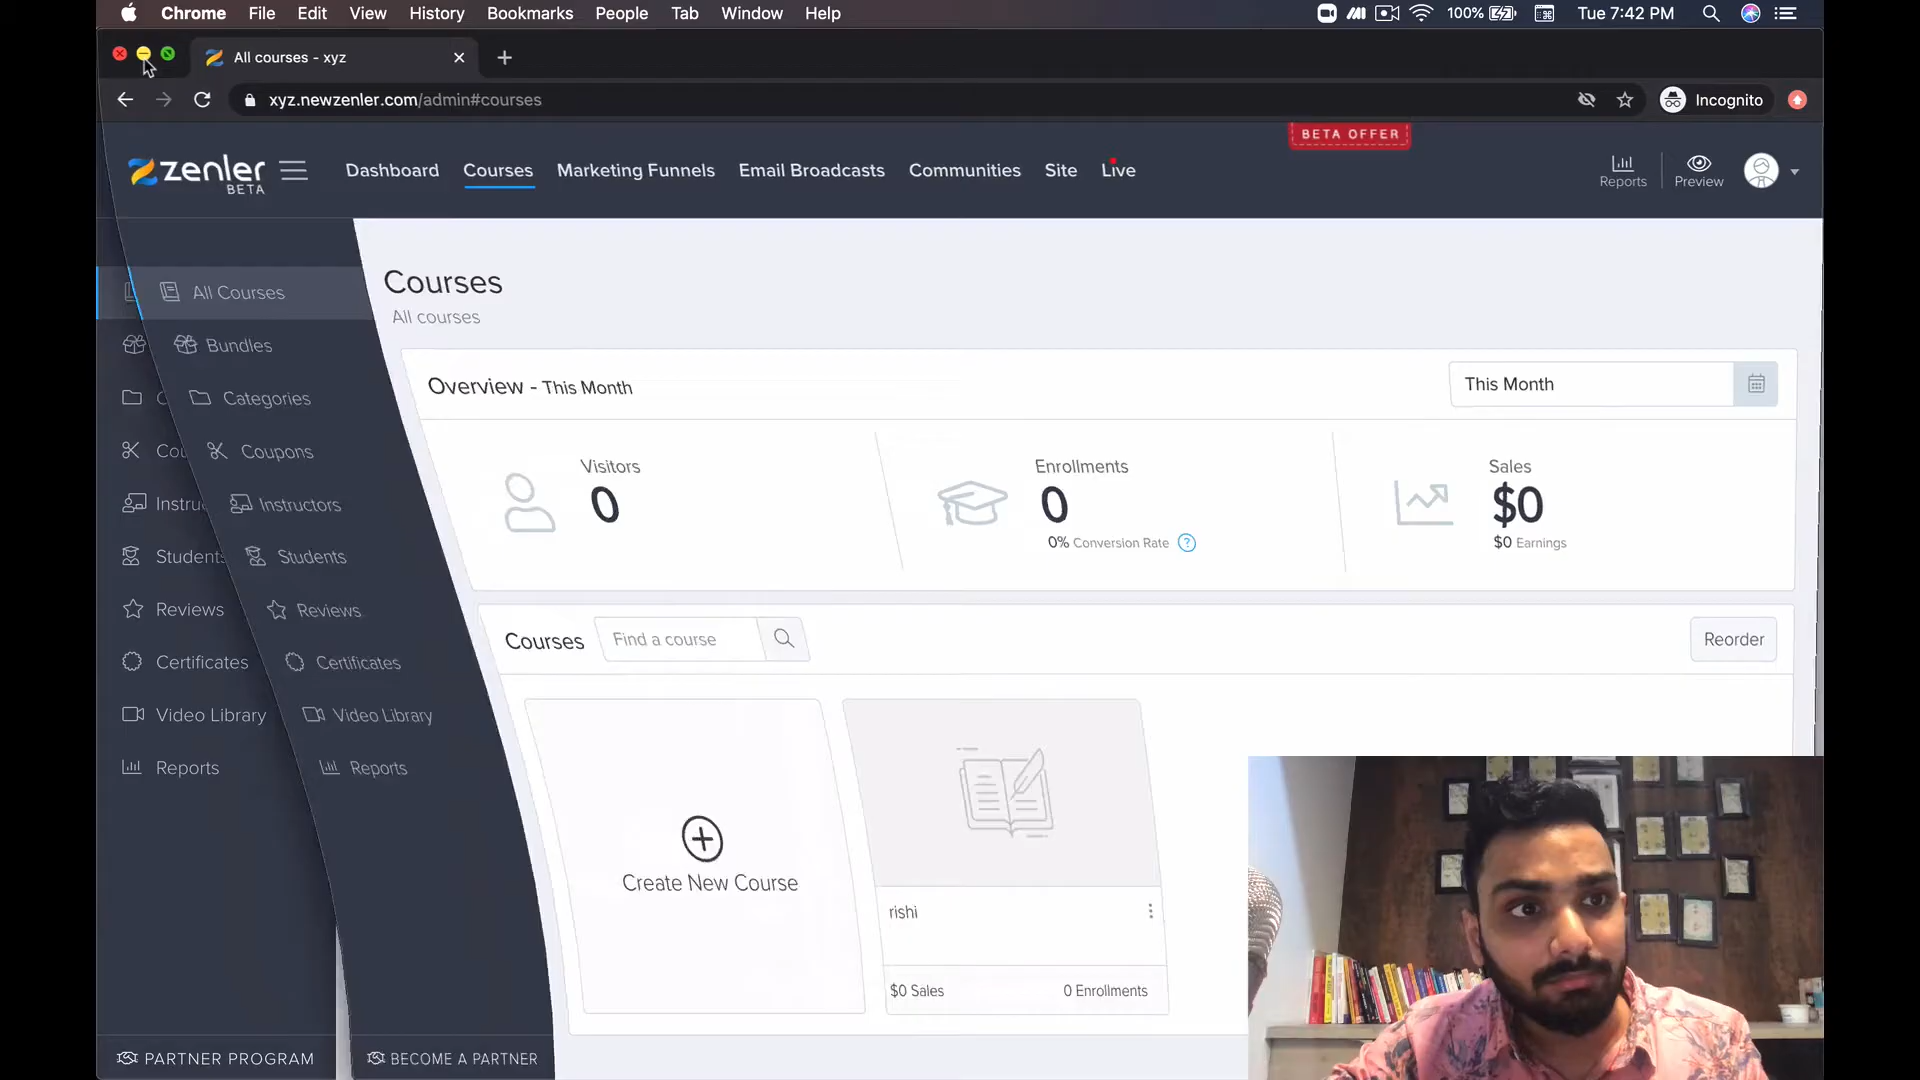 Chrome File Edit View History Bookmarks People Tab Window Help 100% Tue 7:42 PM
All courses - xyz
xyz.newzenler.com/admin#courses Incognito
BETA OFFER
zenler BETA Dashboard Courses Marketing Funnels Email Broadcasts Communities Site Live Reports Preview
All Courses
Bundles
Categories
Coupons
Instructors
Students
Reviews
Certificates
Video Library
Reports
BECOME A PARTNER
Students
Reviews
Certificates
Video Library
Reports
PARTNER PROGRAM
Courses
All courses
Overview - This Month
This Month
Visitors
0
Enrollments
0
0% Conversion Rate ?
Sales
$0
$0 Earnings
Courses
Find a course
Reorder
Create New Course
rishi
$0 Sales 0 Enrollments